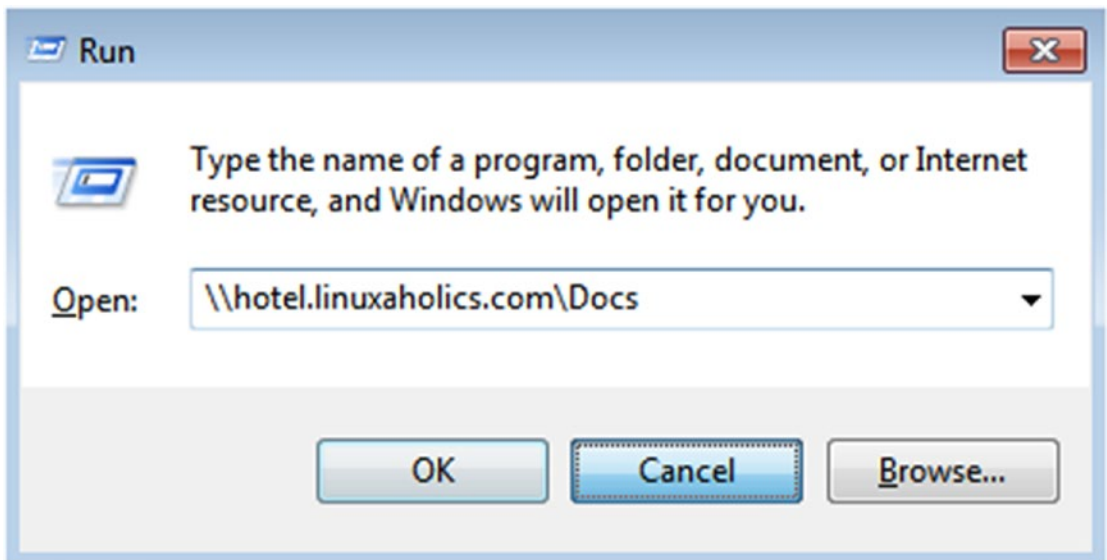 Run
Type the name of a program, folder, document, or Internet
resource, and Windows will open it for you.
Open: \\hotel.linuxaholics.com\Docs
OK Cancel Browse...